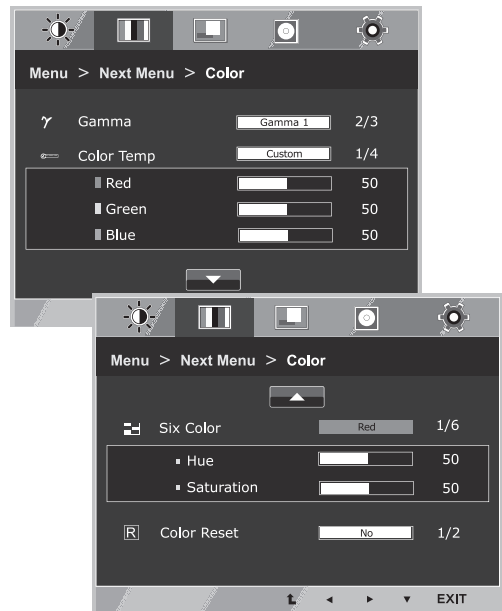 Menu > Next Menu > Color
γ Gamma Gamma 1 2/3
Color Temp Custom 1/4
Red 50
Green 50
Blue 50
Menu > Next Menu > Color
Six Color Red 1/6
Hue 50
Saturation 50
R Color Reset No 1/2
EXIT